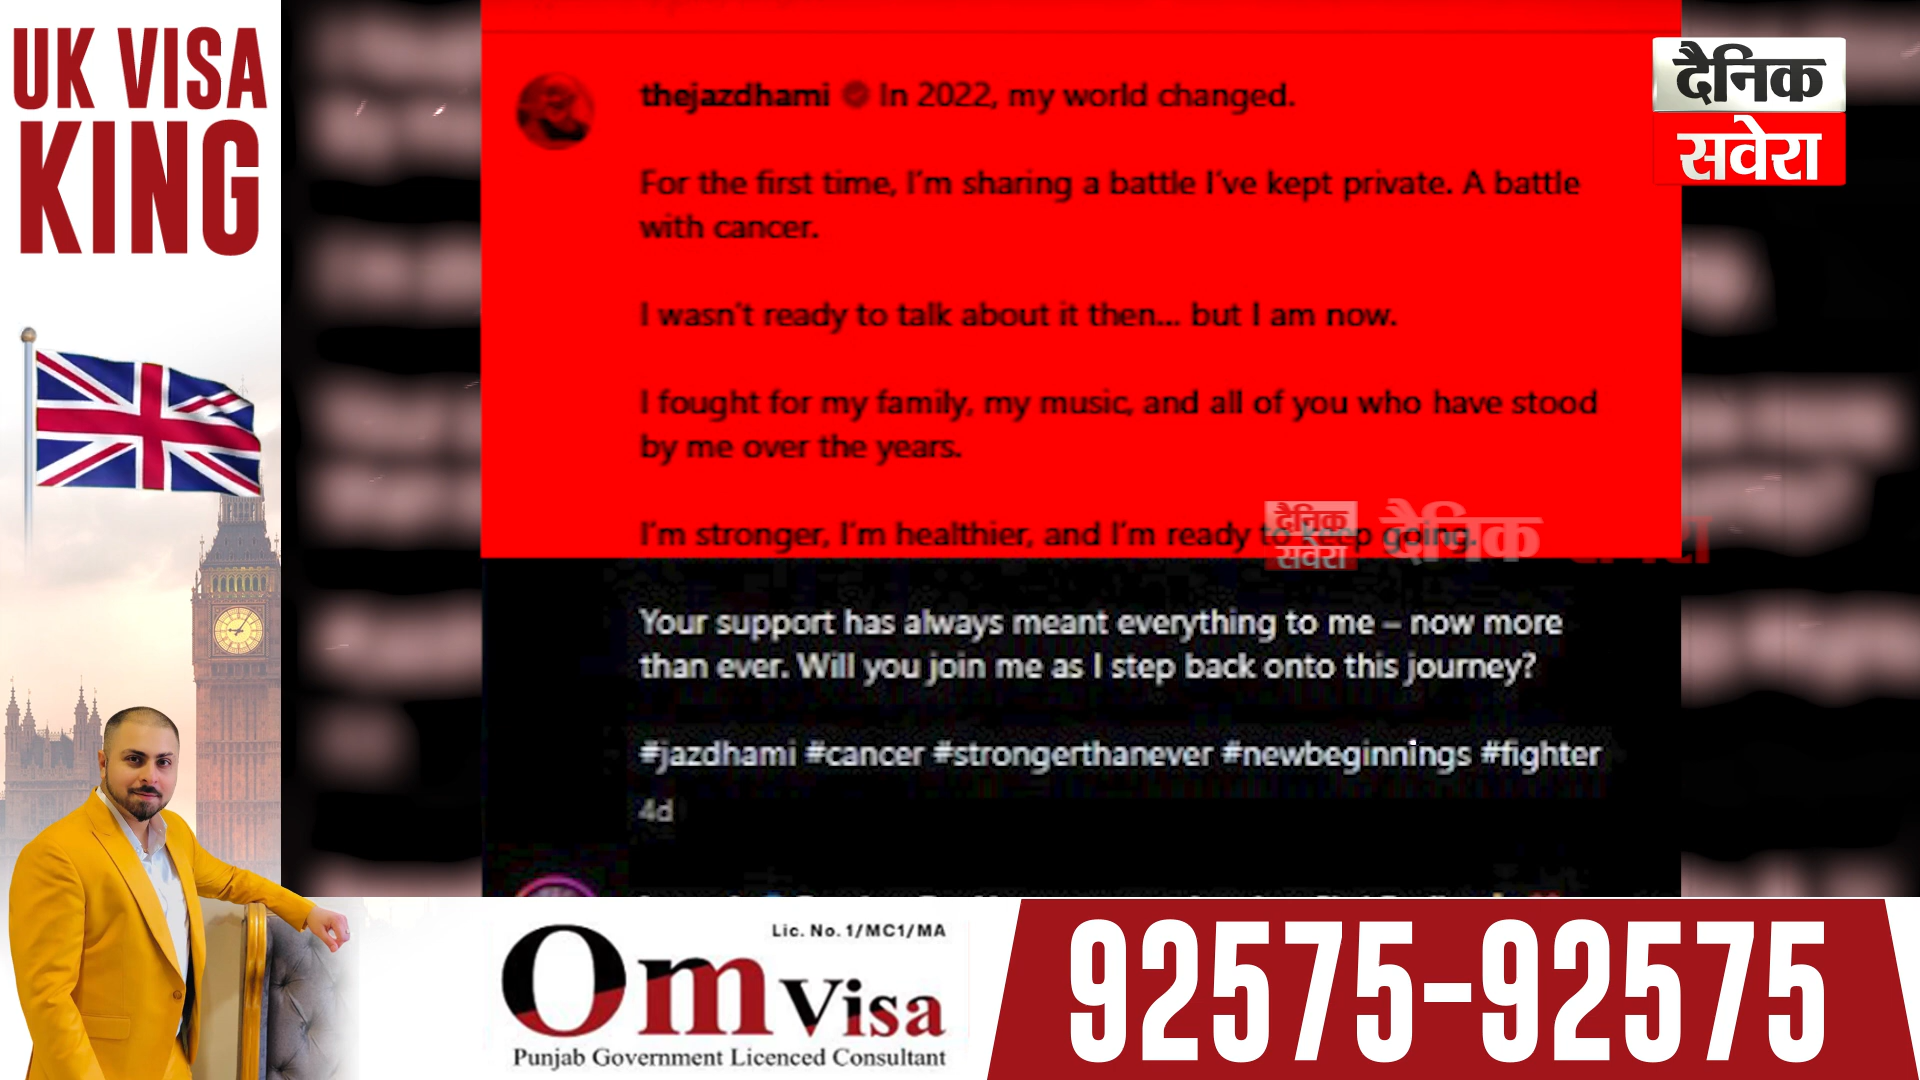 UK VISA
KING
thejazdhami In 2022, my world changed.
For the first time, I'm sharing a battle I've kept private. A battle
with cancer.
I wasn't ready to talk about it then... but I am now.
I fought for my family, my music, and all of you who have stood
by me over the years.
I'm stronger, I'm healthier, and I'm ready to keep going.
Your support has always meant everything to me – now more
than ever. Will you join me as I step back onto this journey?
#jazdhami #cancer #strongerthanever #newbeginnings #fighter
4d
दैनिक
सवेरा
दैनिक
सवेरा
दैनिक
Lic. No. 1/MC1/MA
Om Visa
Punjab Government Licenced Consultant
92575-92575